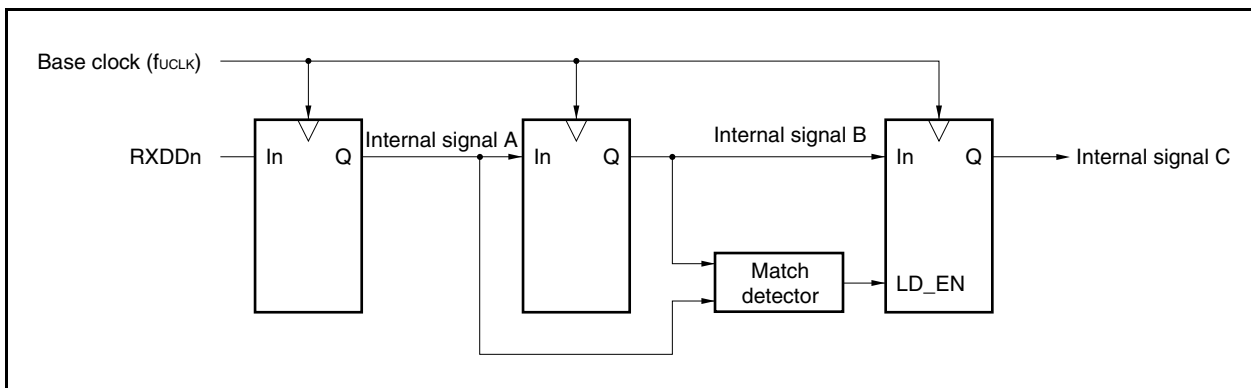 Base clock (fUCLK)
RXDDn
In
Q
Internal signal A
In
Q
Internal signal B
In
Q
Internal signal C
Match
detector
LD_EN